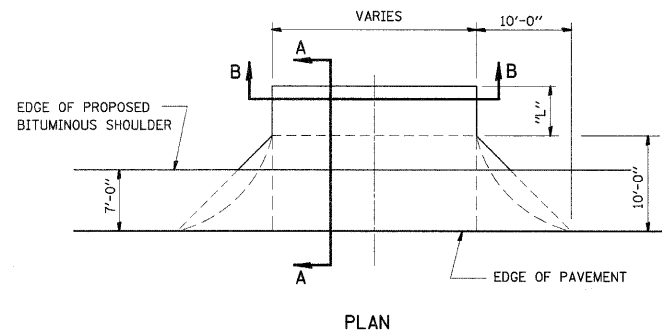 VARIES
10'-0"
A
B
B
EDGE OF PROPOSED
BITUMINOUS SHOULDER
"L"
7'-0"
10'-0"
A
EDGE OF PAVEMENT
PLAN